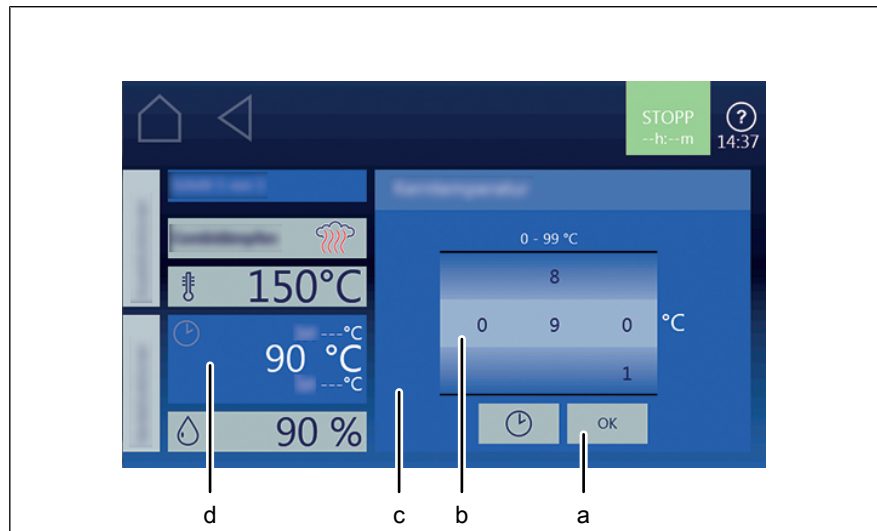 STOPP
--h:--m
?
14:37
150°C
---°C
90 °C
---°C
90 %
0 - 99 °C
8
0 9 0 °C
1
OK
d c b a